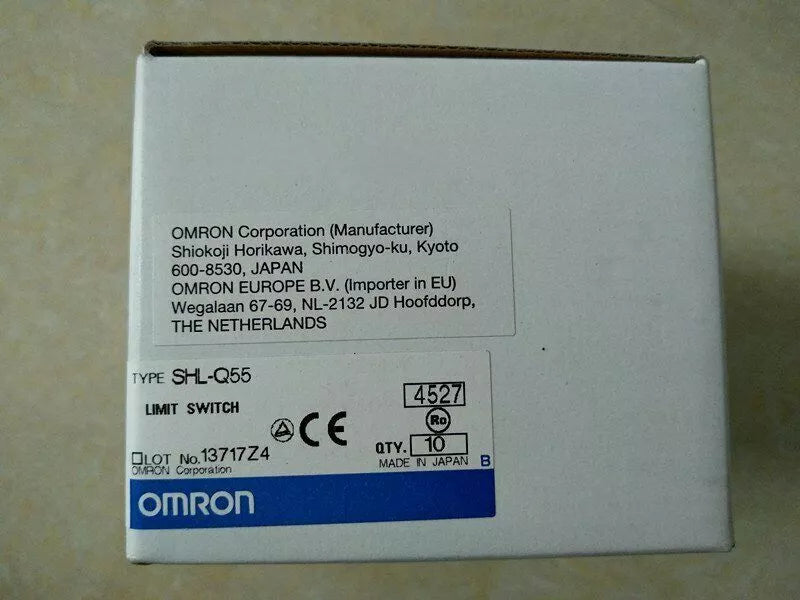 OMRON Corporation (Manufacturer)
Shiokoji Horikawa, Shimogyo-ku, Kyoto
600-8530, JAPAN
OMRON EUROPE B.V. (Importer in EU)
Wegalaan 67-69, NL-2132 JD Hoofddorp,
THE NETHERLANDS
TYPE SHL-Q55
LIMIT SWITCH
4527
CE
Ro
LOT No.13717Z4
QTY. 10
OMRON Corporation
MADE IN JAPAN B
OMRON